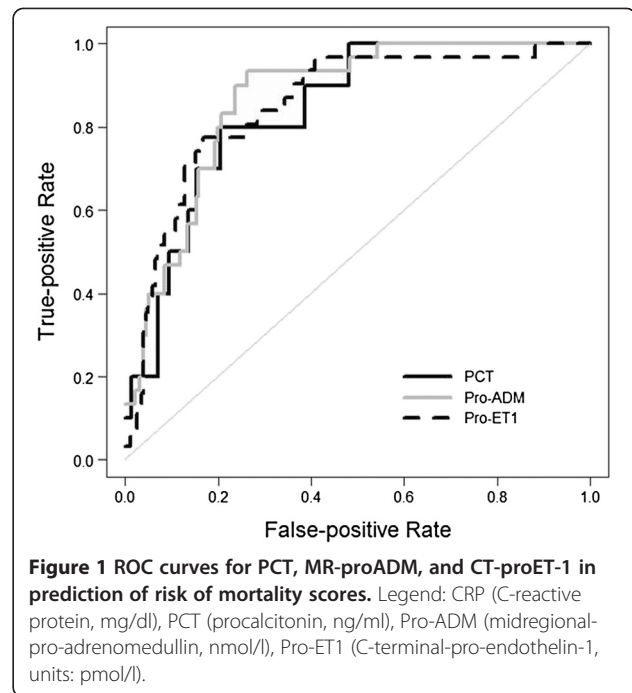 1.0
0.8
0.6
0.4
0.2
0.0
True-positive Rate
PCT
Pro-ADM
Pro-ET1
0.0 0.2 0.4 0.6 0.8 1.0
False-positive Rate
Figure 1 ROC curves for PCT, MR-proADM, and CT-proET-1 in
prediction of risk of mortality scores. Legend: CRP (C-reactive
protein, mg/dl), PCT (procalcitonin, ng/ml), Pro-ADM (midregional-
pro-adrenomedullin, nmol/l), Pro-ET1 (C-terminal-pro-endothelin-1,
units: pmol/l).